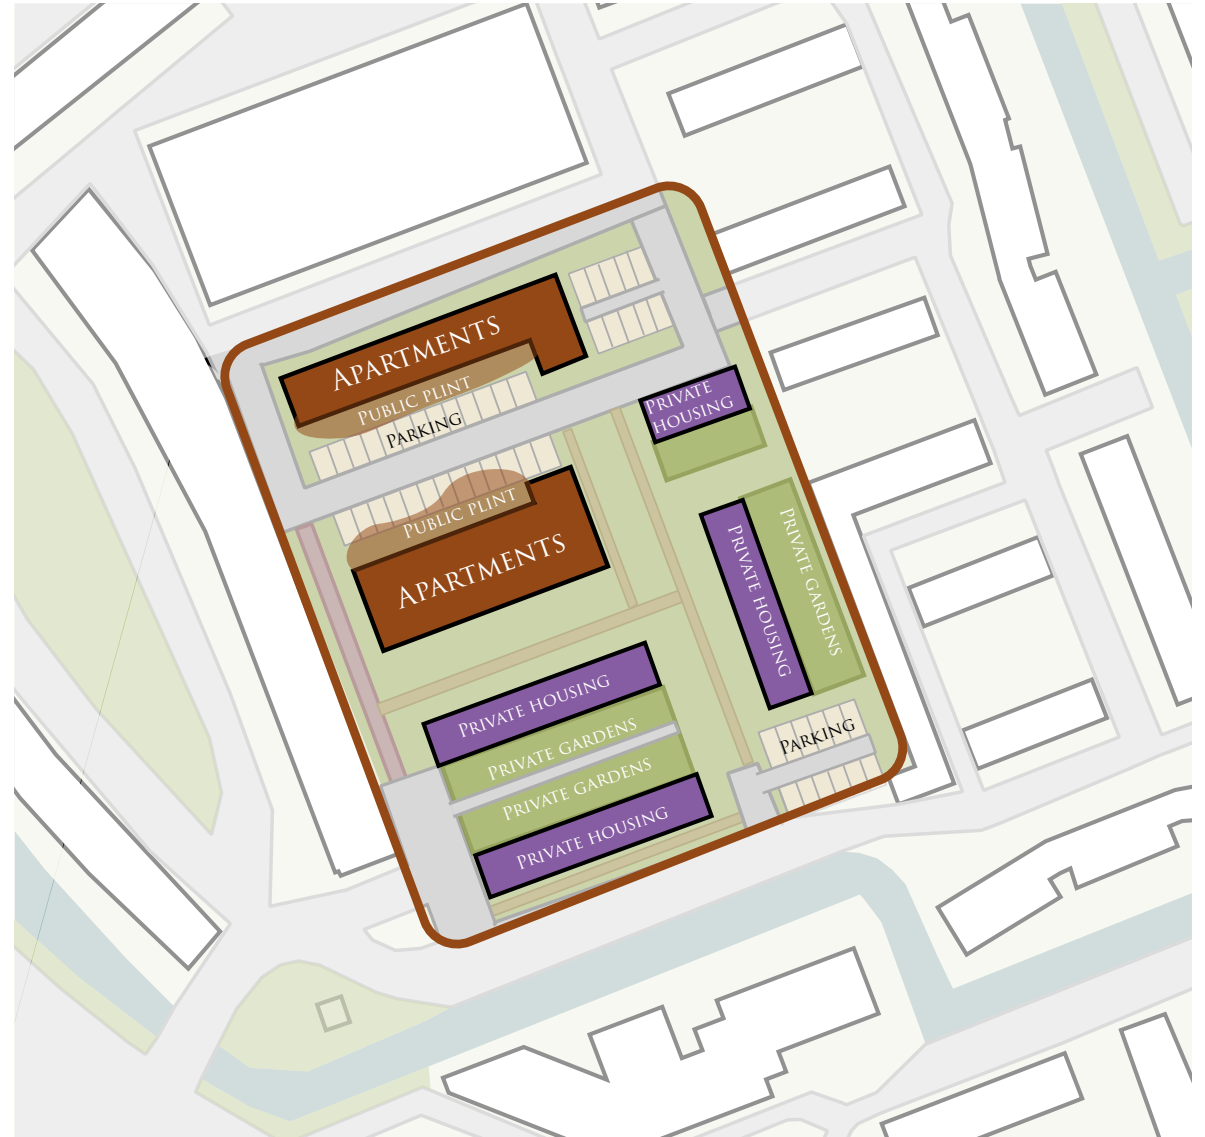 APARTMENTS
PUBLIC PLINT
PARKING
PRIVATE
HOUSING
PUBLIC PLINT
APARTMENTS
PRIVATE HOUSING
PRIVATE GARDENS
PRIVATE HOUSING
PRIVATE GARDENS
PRIVATE GARDENS
PRIVATE HOUSING
PARKING